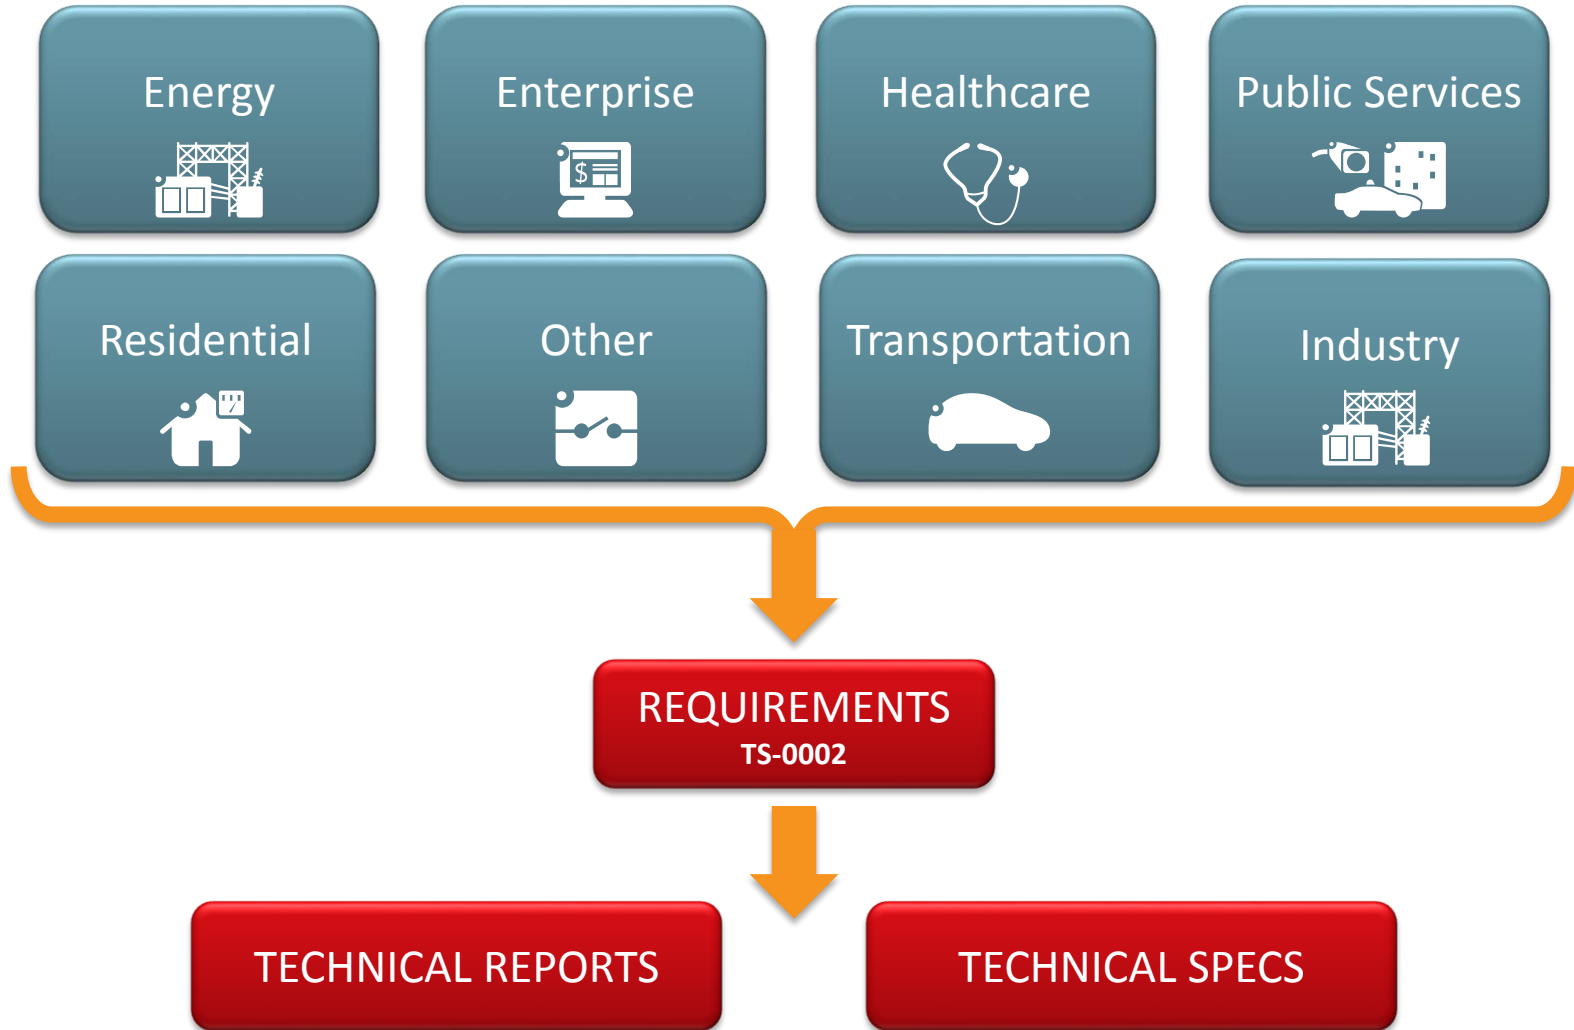 Energy
Enterprise
Healthcare
Public Services
$
Residential
Other
Transportation
Industry
REQUIREMENTS
TS-0002
TECHNICAL REPORTS
TECHNICAL SPECS